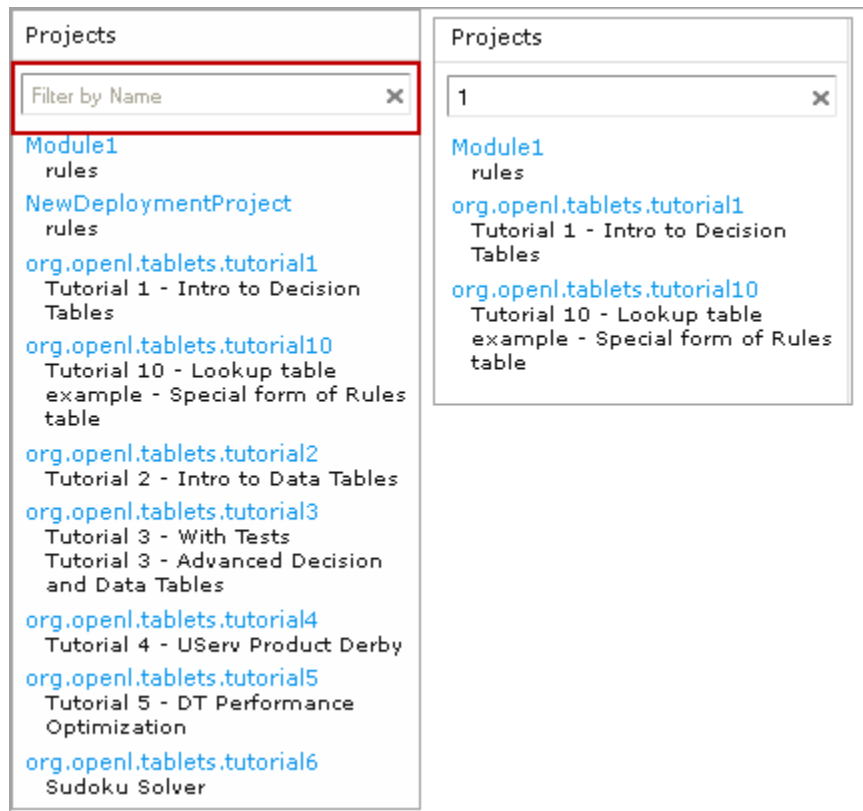 Projects
Filter by Name
Module1
rules
NewDeploymentProject
rules
org.openl.tablets.tutorial1
Tutorial 1 - Intro to Decision
Tables
org.openl.tablets.tutorial10
Tutorial 10 - Lookup table
example - Special form of Rules
table
org.openl.tablets.tutorial2
Tutorial 2 - Intro to Data Tables
org.openl.tablets.tutorial3
Tutorial 3 - With Tests
Tutorial 3 - Advanced Decision
and Data Tables
org.openl.tablets.tutorial4
Tutorial 4 - UServ Product Derby
org.openl.tablets.tutorial5
Tutorial 5 - DT Performance
Optimization
org.openl.tablets.tutorial6
Sudoku Solver
Projects
1
Module1
rules
org.openl.tablets.tutorial1
Tutorial 1 - Intro to Decision
Tables
org.openl.tablets.tutorial10
Tutorial 10 - Lookup table
example - Special form of Rules
table